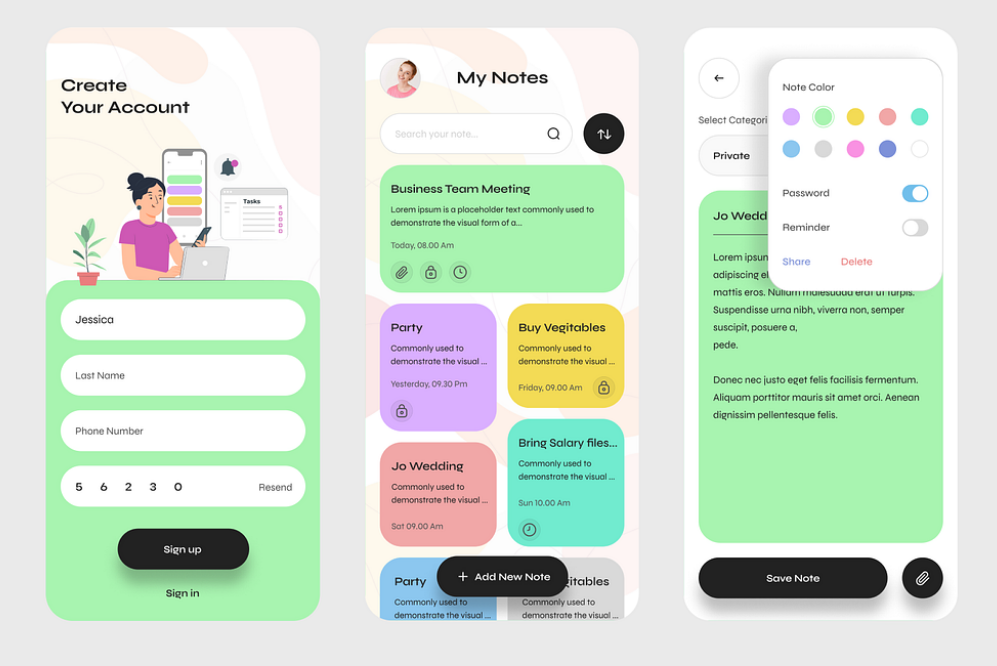 Create
Your Account
Tasks
Jessica
Last Name
Phone Number
5 6 2 3 0
Resend
Sign up
Sign in
My Notes
Search your note...
Business Team Meeting
Lorem ipsum is a placeholder text commonly used to
demonstrate the visual form of a...
Today, 08.00 Am
Party
Commonly used to
demonstrate the visual ...
Yesterday, 09.30 Pm
Buy Vegitables
Commonly used to
demonstrate the visual ...
Friday, 09.00 Am
Jo Wedding
Commonly used to
demonstrate the visual ...
Sat 09.00 Am
Bring Salary files...
Commonly used to
demonstrate the visual ...
Sun 10.00 Am
Party
Commonly used to
demonstrate the visual ...
gitables
Commonly used to
demonstrate the visual ...
+ Add New Note
Note Color
Password
Reminder
Share
Delete
Select Categori
Private
Jo Wedd
Lorem ipsun
adipiscing el
mattis eros. Nullam malesuada erat ut turpis.
Suspendisse urna nibh, viverra non, semper
suscipit, posuere a,
pede.
Donec nec justo eget felis facilisis fermentum.
Aliquam porttitor mauris sit amet orci. Aenean
dignissim pellentesque felis.
Save Note